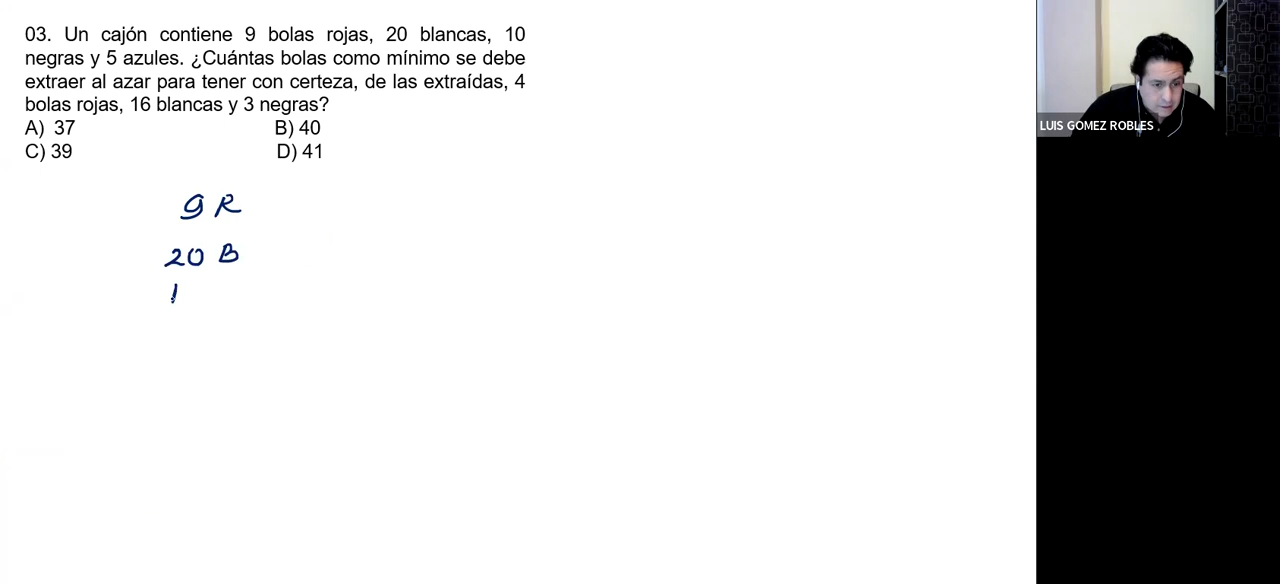 03. Un cajón contiene 9 bolas rojas, 20 blancas, 10
negras y 5 azules. ¿Cuántas bolas como mínimo se debe
extraer al azar para tener con certeza, de las extraídas, 4
bolas rojas, 16 blancas y 3 negras?
A) 37 B) 40
C) 39 D) 41
9 R
20 B
1
LUIS GOMEZ ROBLES